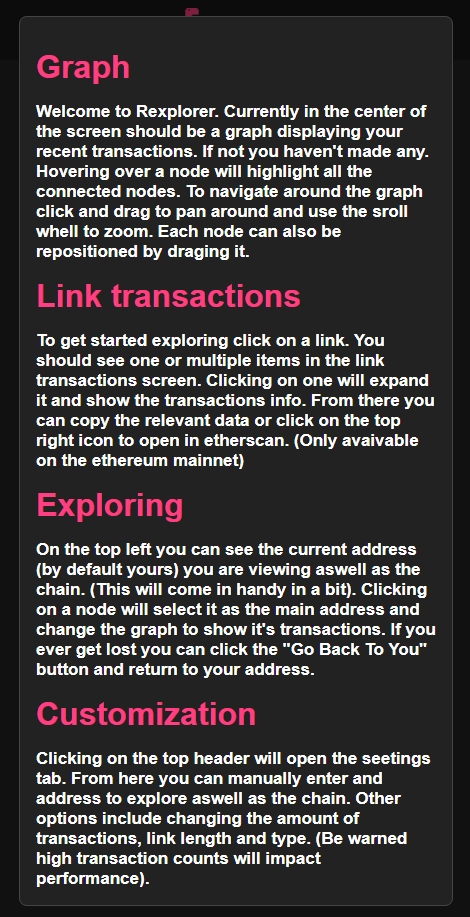 Graph
Welcome to Rexplorer. Currently in the center of
the screen should be a graph displaying your
recent transactions. If not you haven't made any.
Hovering over a node will highlight all the
connected nodes. To navigate around the graph
click and drag to pan around and use the sroll
whell to zoom. Each node can also be
repositioned by draging it.
Link transactions
To get started exploring click on a link. You
should see one or multiple items in the link
transactions screen. Clicking on one will expand
it and show the transactions info. From there you
can copy the relevant data or click on the top
right icon to open in etherscan. (Only avaivable
on the ethereum mainnet)
Exploring
On the top left you can see the current address
(by default yours) you are viewing aswell as the
chain. (This will come in handy in a bit). Clicking
on a node will select it as the main address and
change the graph to show it's transactions. If you
ever get lost you can click the "Go Back To You"
button and return to your address.
Customization
Clicking on the top header will open the seetings
tab. From here you can manually enter and
address to explore aswell as the chain. Other
options include changing the amount of
transactions, link length and type. (Be warned
high transaction counts will impact
performance).